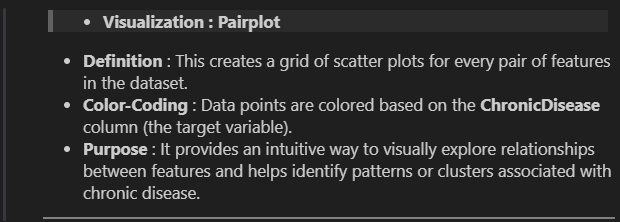 • Visualization : Pairplot
• Definition : This creates a grid of scatter plots for every pair of features
in the dataset.
• Color-Coding : Data points are colored based on the ChronicDisease
column (the target variable).
• Purpose : It provides an intuitive way to visually explore relationships
between features and helps identify patterns or clusters associated with
chronic disease.